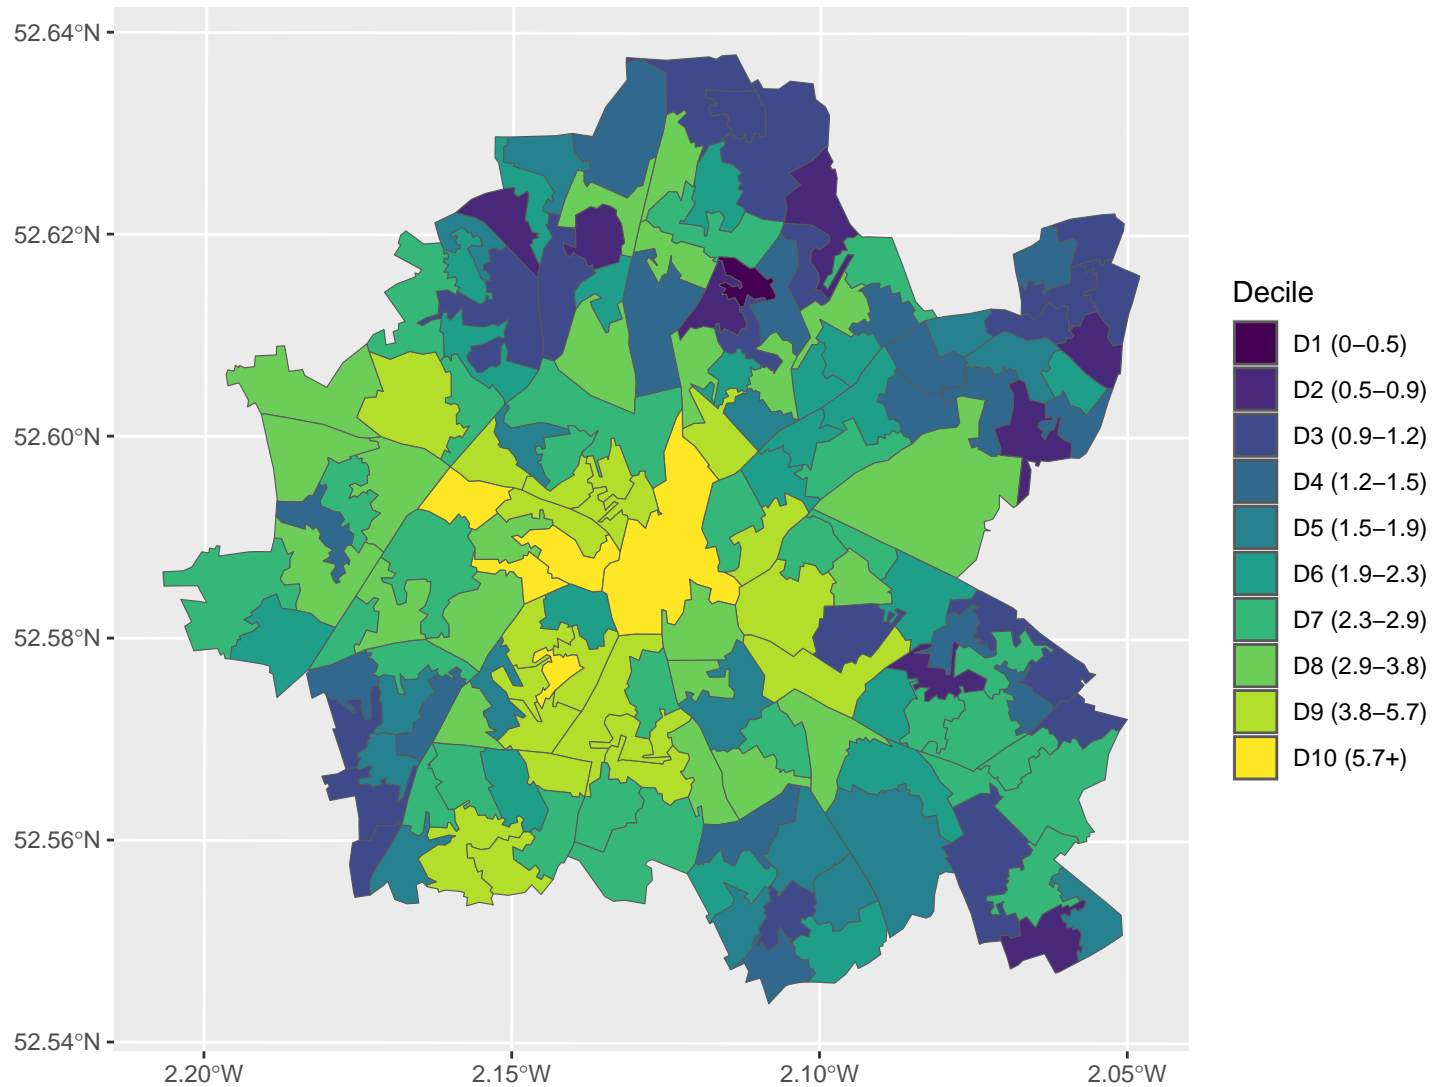 52.64°N
52.62°N
52.60°N
52.58°N
52.56°N
52.54°N
2.20°W
2.15°W
2.10°W
2.05°W
Decile
D1 (0−0.5)
D2 (0.5−0.9)
D3 (0.9−1.2)
D4 (1.2−1.5)
D5 (1.5−1.9)
D6 (1.9−2.3)
D7 (2.3−2.9)
D8 (2.9−3.8)
D9 (3.8−5.7)
D10 (5.7+)